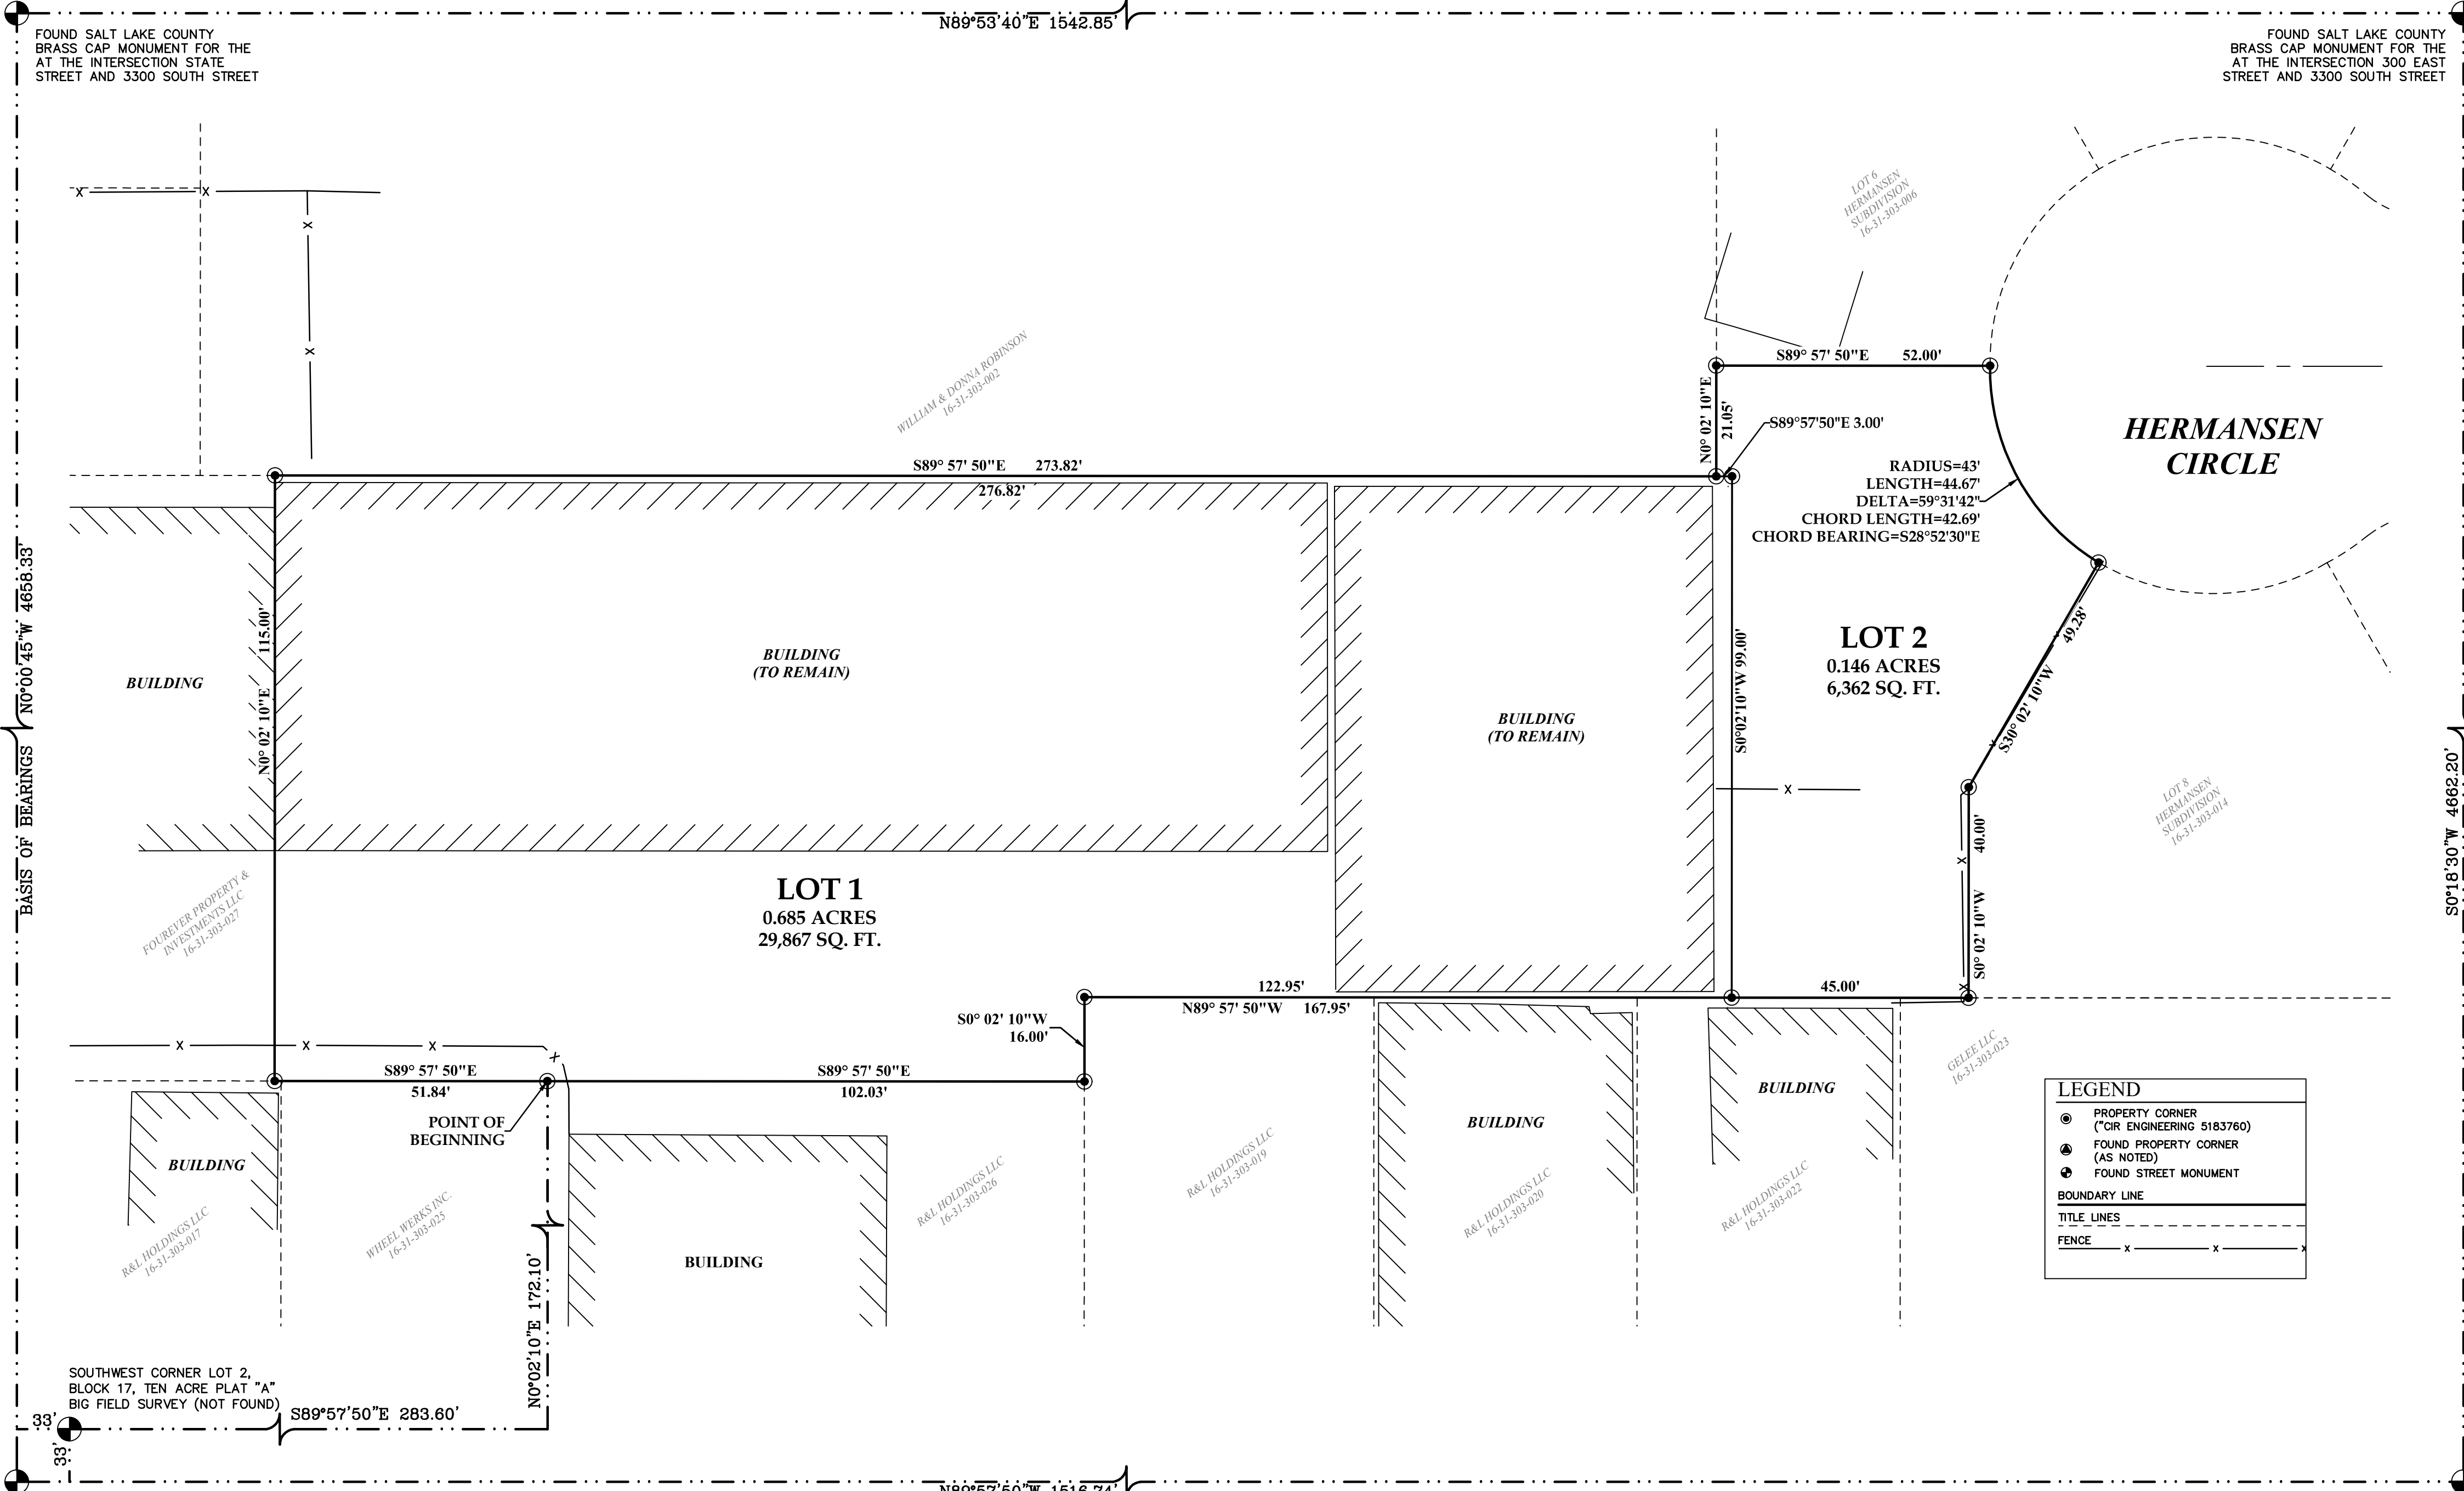 N89°53'40"E 1542.85'
FOUND SALT LAKE COUNTY
BRASS CAP MONUMENT FOR THE
AT THE INTERSECTION STATE
STREET AND 3300 SOUTH STREET
FOUND SALT LAKE COUNTY
BRASS CAP MONUMENT FOR THE
AT THE INTERSECTION 300 EAST
STREET AND 3300 SOUTH STREET
LOT 6
HERMANSEN
SUBDIVISION
16-31-303-006
X
X
X
X
WILLIAM & DONNA ROBINSON
16-31-303-002
S89° 57' 50"E 52.00'
N0° 02' 10"E
21.05'
S89°57'50"E 3.00'
HERMANSEN
CIRCLE
RADIUS=43'
LENGTH=44.67'
DELTA=59°31'42"
CHORD LENGTH=42.69'
CHORD BEARING=S28°52'30"E
S89° 57' 50"E 273.82'
276.82'
BASIS OF BEARINGS N0°00'45"W 4658.33'
N0° 02' 10"E 115.00'
BUILDING
BUILDING
(TO REMAIN)
BUILDING
(TO REMAIN)
S0°02'10"W 99.00'
LOT 2
0.146 ACRES
6,362 SQ. FT.
S30° 02' 10"W 49.28'
X
S0° 02' 10"W 40.00'
X
X
LOT 8
HERMANSEN
SUBDIVISION
16-31-303-014
S0°18'30"W 4662.20'
FOUREVER PROPERTY &
INVESTMENTS LLC
16-31-303-027
LOT 1
0.685 ACRES
29,867 SQ. FT.
122.95'
N89° 57' 50"W 167.95'
45.00'
S0° 02' 10"W
16.00'
X
X
X
X
S89° 57' 50"E
51.84'
S89° 57' 50"E
102.03'
POINT OF
BEGINNING
BUILDING
BUILDING
BUILDING
BUILDING
GELEE LLC
16-31-303-023
R&L HOLDINGS LLC
16-31-303-017
WHEEL WERKS INC.
16-31-303-025
R&L HOLDINGS LLC
16-31-303-026
R&L HOLDINGS LLC
16-31-303-019
R&L HOLDINGS LLC
16-31-303-020
R&L HOLDINGS LLC
16-31-303-022
LEGEND
PROPERTY CORNER
("CIR ENGINEERING 5183760)
FOUND PROPERTY CORNER
(AS NOTED)
FOUND STREET MONUMENT
BOUNDARY LINE
TITLE LINES
FENCE
X
X
X
N0°02'10"E 172.10'
SOUTHWEST CORNER LOT 2,
BLOCK 17, TEN ACRE PLAT "A"
BIG FIELD SURVEY (NOT FOUND)
33'
S89°57'50"E 283.60'
33'
N89°57'50"W 1516.74'